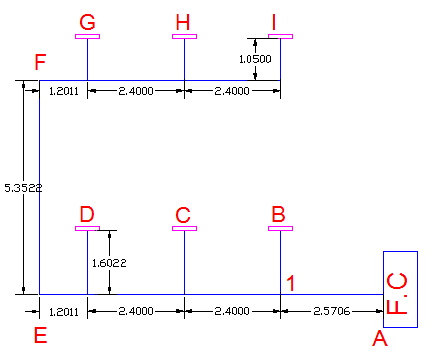 G H I
F
1.0500
1.2011 2.4000 2.4000
5.3522
D C B
1.6022
1
F.C
1.2011 2.4000 2.4000 2.5706
E A